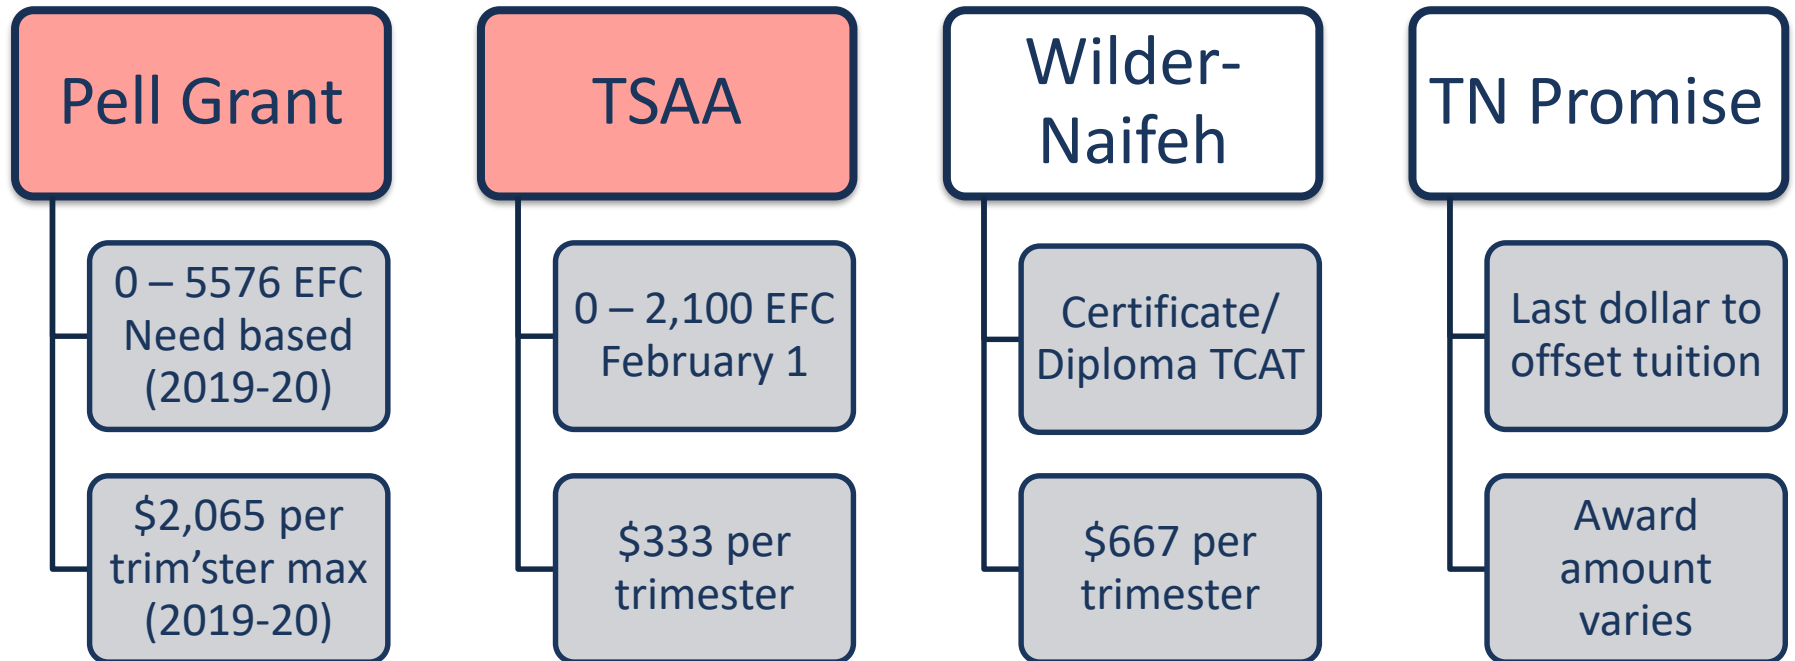 Pell Grant
0 – 5576 EFC
Need based
(2019-20)
$2,065 per
trim’ster max
(2019-20)
TSAA
0 – 2,100 EFC
February 1
$333 per
trimester
Wilder-
Naifeh
Certificate/
Diploma TCAT
$667 per
trimester
TN Promise
Last dollar to
offset tuition
Award
amount
varies